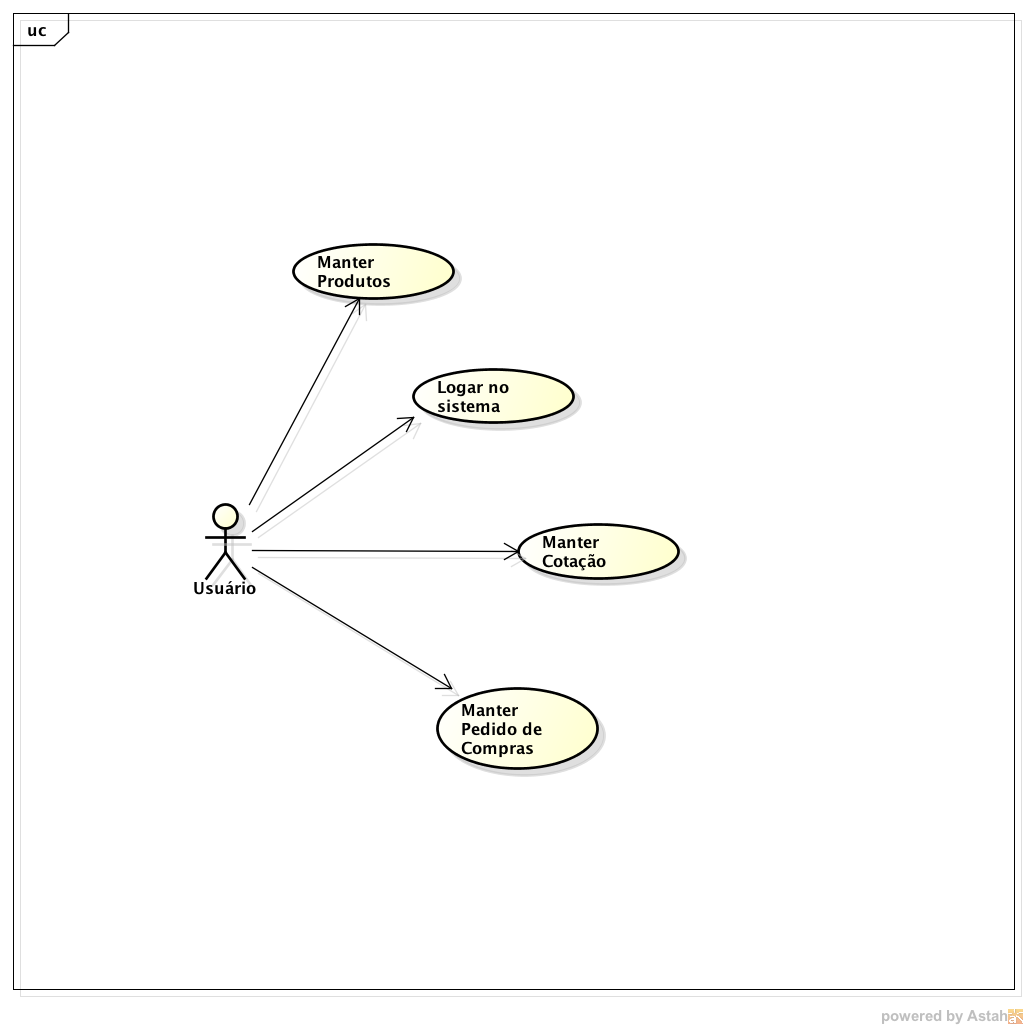 uc
Manter
Produtos
Logar no
sistema
Manter
Cotação
Usuário
Manter
Pedido de
Compras
powered by Astah